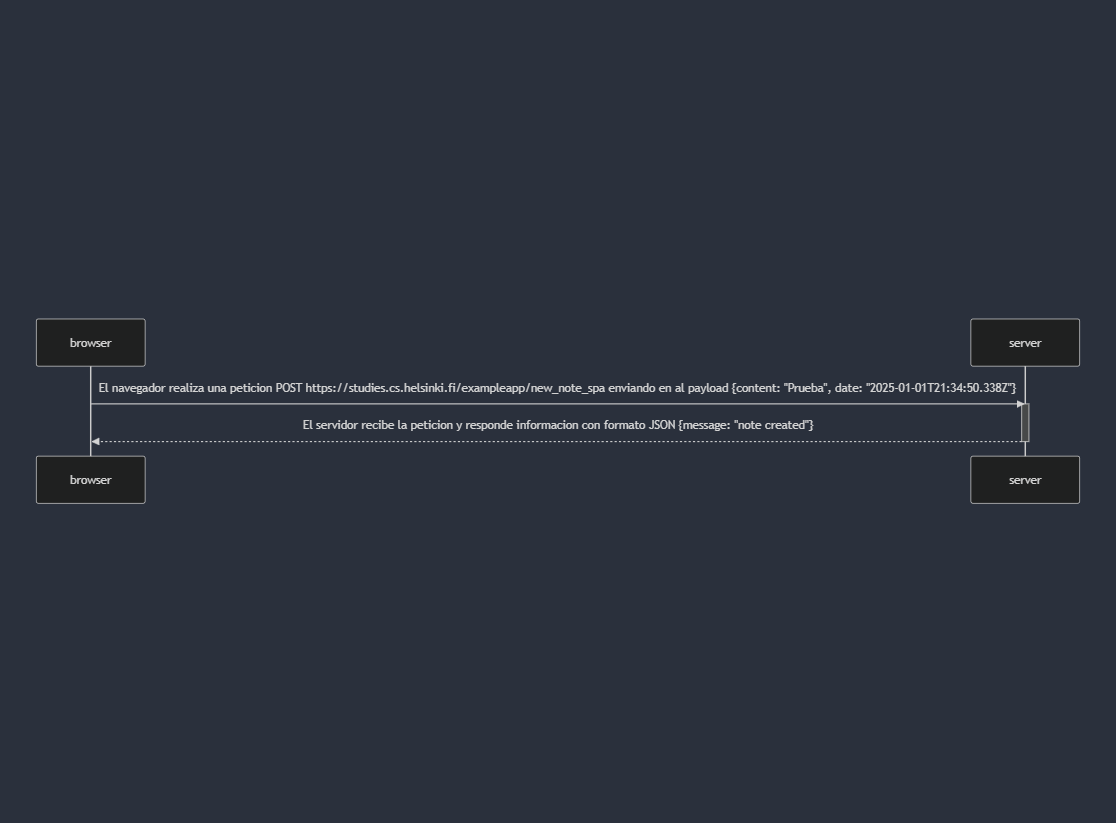 browser
server
El navegador realiza una peticion POST https://studies.cs.helsinki.fi/exampleapp/new_note_spa enviando en al payload {content: "Prueba", date: "2025-01-01T21:34:50.338Z"}
El servidor recibe la peticion y responde informacion con formato JSON {message: "note created"}
browser
server